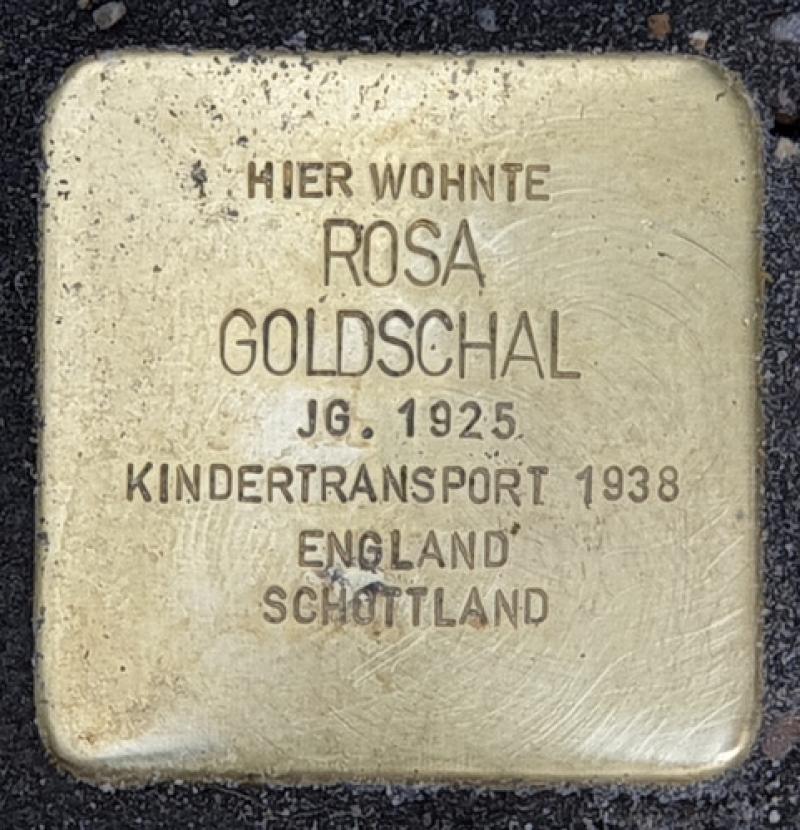 HIER WOHNTE
ROSA
GOLDSCHAL
JG. 1925
KINDERTRANSPORT 1938
ENGLAND
SCHOTTLAND